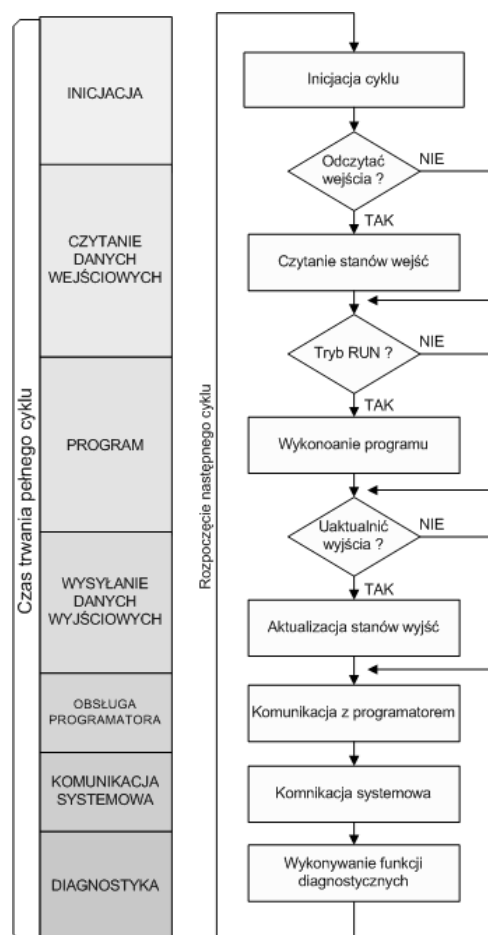 Czas trwania pełnego cyklu
INICJACJA
CZYTANIE
DANYCH
WEJŚCIOWYCH
PROGRAM
WYSYŁANIE
DANYCH
WYJŚCIOWYCH
OBSŁUGA
PROGRAMATORA
KOMUNIKACJA
SYSTEMOWA
DIAGNOSTYKA
Rozpoczęcie następnego cyklu
Inicjacja cyklu
Odczytać
wejścia ?
NIE
TAK
Czytanie stanów wejść
Tryb RUN ?
NIE
TAK
Wykonoanie programu
Uaktualnić
wyjścia ?
NIE
TAK
Aktualizacja stanów wyjść
Komunikacja z programatorem
Komnikacja systemowa
Wykonywanie funkcji
diagnostycznych